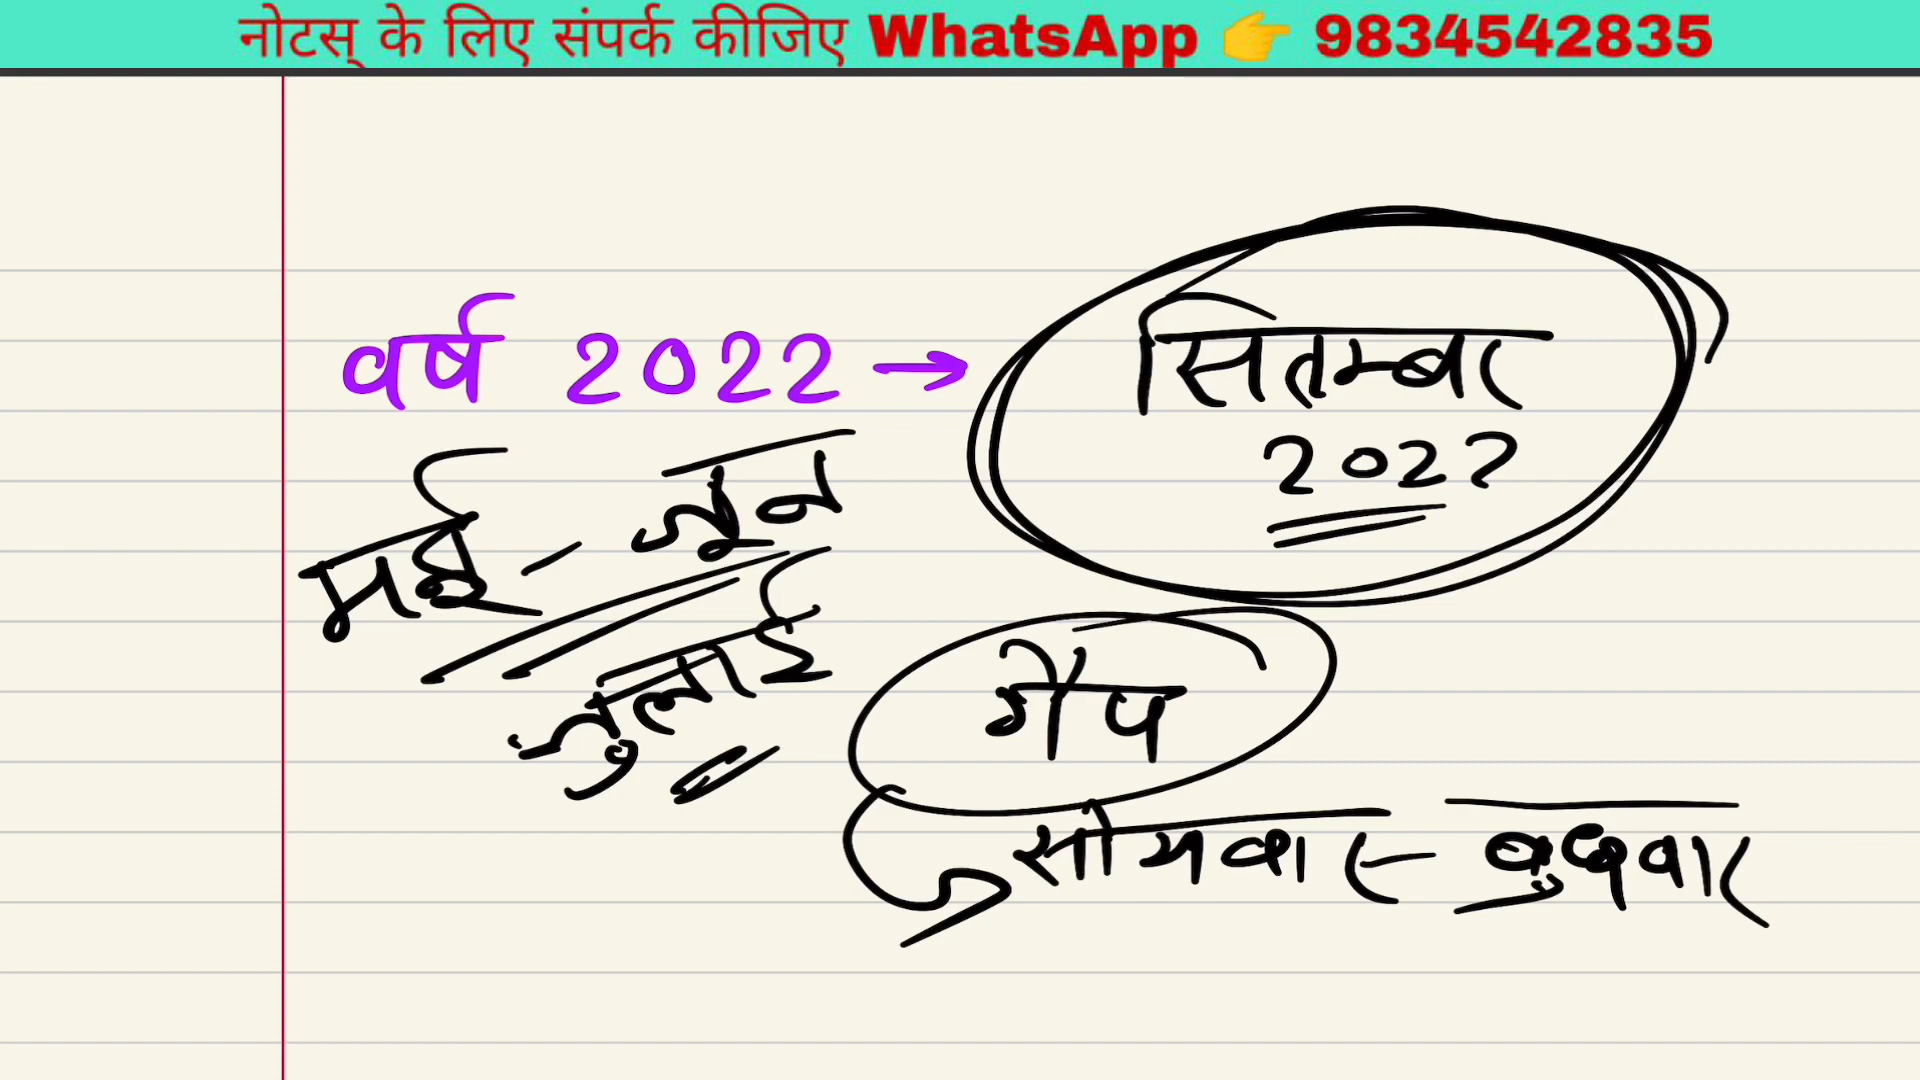 नोटस् के लिए संपर्क कीजिए WhatsApp 👉 9834542835
वर्ष 2022 → सितम्बर
2022
मई - जून
जुलाई
गैप
सोमवार - बुधवार